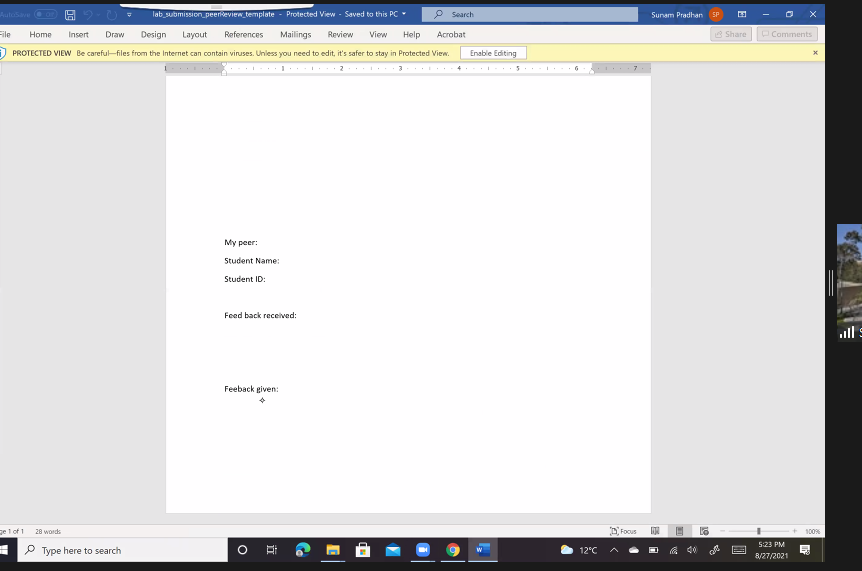 AutoSave Off
lab_submission_peerReview_template - Protected View - Saved to this PC
Search
Sunam Pradhan
SP
File Home Insert Draw Design Layout References Mailings Review View Help Acrobat
Share
Comments
PROTECTED VIEW Be careful—files from the Internet can contain viruses. Unless you need to edit, it's safer to stay in Protected View.
Enable Editing
1 2 3 4 5 6 7
My peer:
Student Name:
Student ID:
Feed back received:
Feeback given:
ge 1 of 1 28 words
Focus
100%
Type here to search
12°C
5:23 PM
8/27/2021